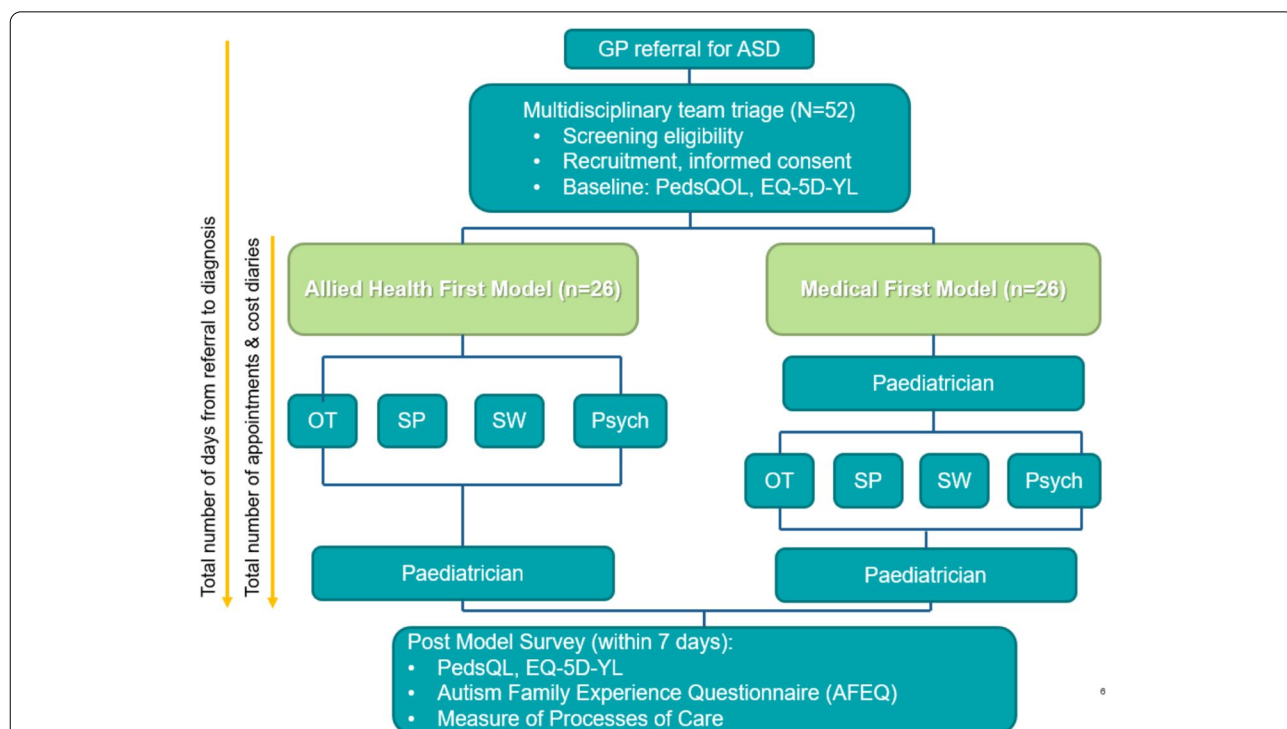 GP referral for ASD
Multidisciplinary team triage (N=52)
• Screening eligibility
• Recruitment, informed consent
• Baseline: PedsQOL, EQ-5D-YL
Total number of days from referral to diagnosis
Total number of appointments & cost diaries
Allied Health First Model (n=26)
Medical First Model (n=26)
OT
SP
SW
Psych
Paediatrician
Paediatrician
OT
SP
SW
Psych
Paediatrician
Post Model Survey (within 7 days):
• PedsQL, EQ-5D-YL
• Autism Family Experience Questionnaire (AFEQ)
• Measure of Processes of Care
6